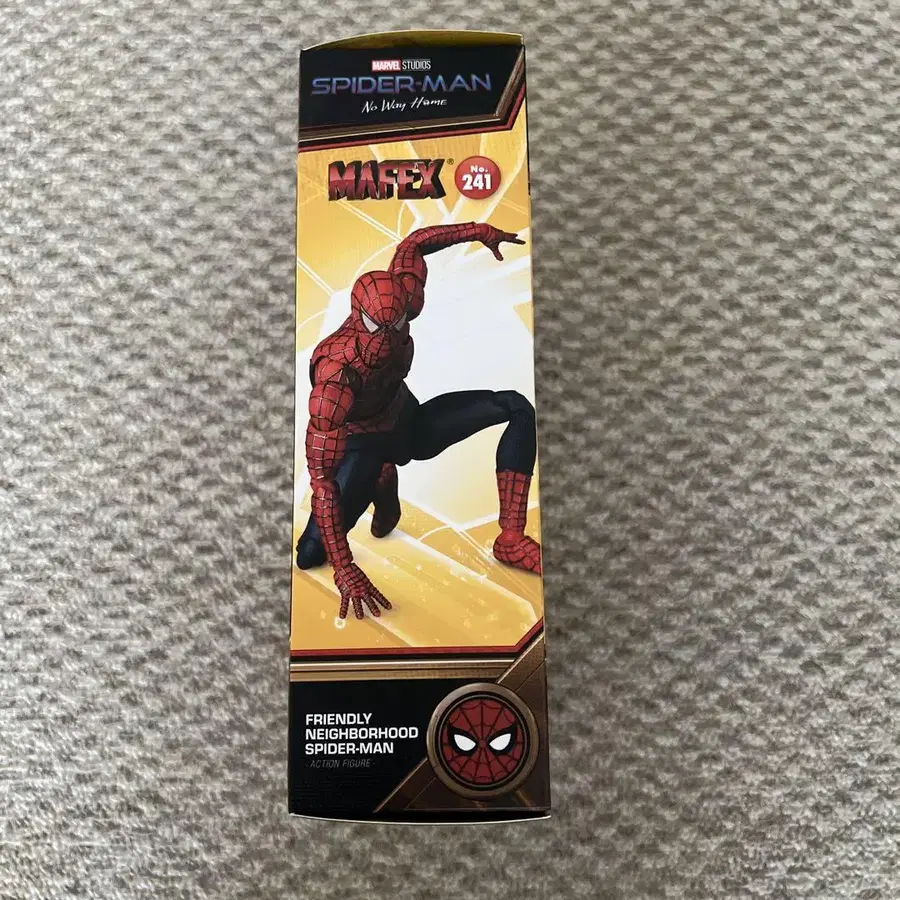 MARVEL STUDIOS
SPIDER-MAN
No Way Home
MAFEX®
No.
241
FRIENDLY
NEIGHBORHOOD
SPIDER-MAN
- ACTION FIGURE -